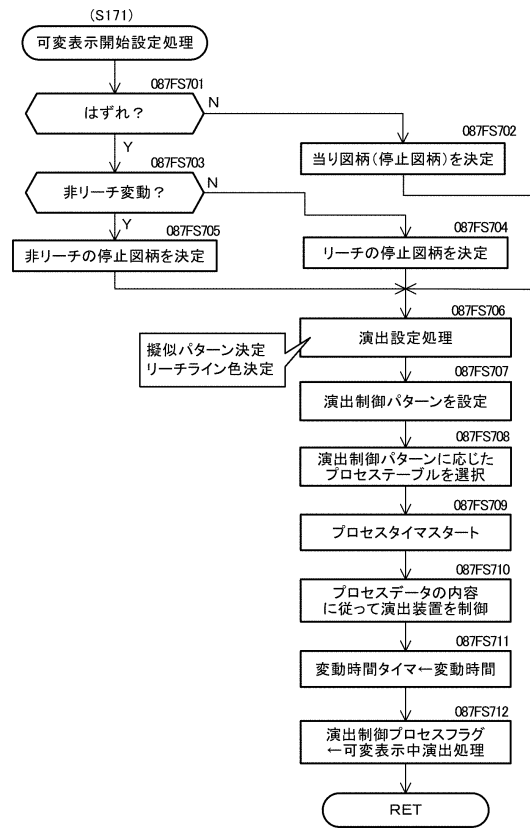 (S171)
可変表示開始設定処理
087FS701
はずれ？
N
Y
087FS702
当り図柄(停止図柄)を決定
087FS703
非リーチ変動？
N
Y
087FS705
非リーチの停止図柄を決定
087FS704
リーチの停止図柄を決定
087FS706
演出設定処理
擬似パターン決定
リーチライン色決定
087FS707
演出制御パターンを設定
087FS708
演出制御パターンに応じた
プロセステーブルを選択
087FS709
プロセスタイマスタート
087FS710
プロセスデータの内容
に従って演出装置を制御
087FS711
変動時間タイマ←変動時間
087FS712
演出制御プロセスフラグ
←可変表示中演出処理
RET